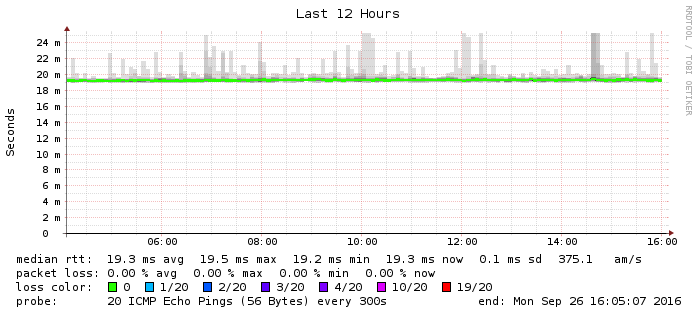 Last 12 Hours
RRDTOOL / TOBI OETIKER
Seconds
24 m
22 m
20 m
18 m
16 m
14 m
12 m
10 m
8 m
6 m
4 m
2 m
0
06:00 08:00 10:00 12:00 14:00 16:00
median rtt: 19.3 ms avg 19.5 ms max 19.2 ms min 19.3 ms now 0.1 ms sd 375.1 am/s
packet loss: 0.00 % avg 0.00 % max 0.00 % min 0.00 % now
loss color: 0 1/20 2/20 3/20 4/20 10/20 19/20
probe: 20 ICMP Echo Pings (56 Bytes) every 300s end: Mon Sep 26 16:05:07 2016